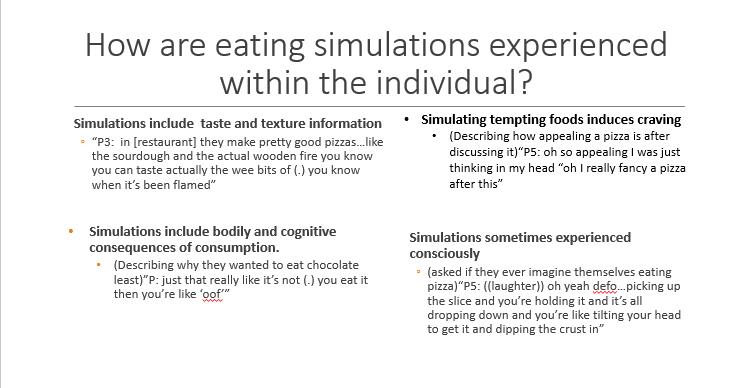 How are eating simulations experienced
within the individual?
Simulations include  taste and texture information
“P3:  in [restaurant] they make pretty good pizzas…like
the sourdough and the actual wooden fire you know
you can taste actually the wee bits of (.) you know
when it’s been flamed”
• Simulations include bodily and cognitive
consequences of consumption.
• (Describing why they wanted to eat chocolate
least)”P: just that really like it’s not (.) you eat it
then you’re like ‘oof’”
• Simulating tempting foods induces craving
• (Describing how appealing a pizza is after
discussing it)“P5: oh so appealing I was just
thinking in my head “oh I really fancy a pizza
after this”
Simulations sometimes experienced
consciously
(asked if they ever imagine themselves eating
pizza)“P5: ((laughter)) oh yeah defo…picking up
the slice and you’re holding it and it’s all
dropping down and you’re like tilting your head
to get it and dipping the crust in”